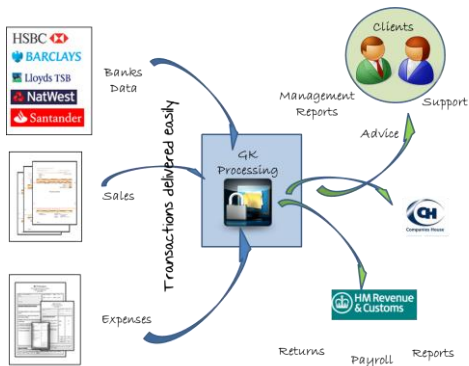 HSBC
BARCLAYS
Lloyds TSB
NatWest
Santander
Banks
Data
Sales
Expenses
Transactions delivered easily
GK
Processing
Clients
Management
Reports
Support
Advice
CH
Companies House
HM Revenue
& Customs
Returns
Payroll
Reports